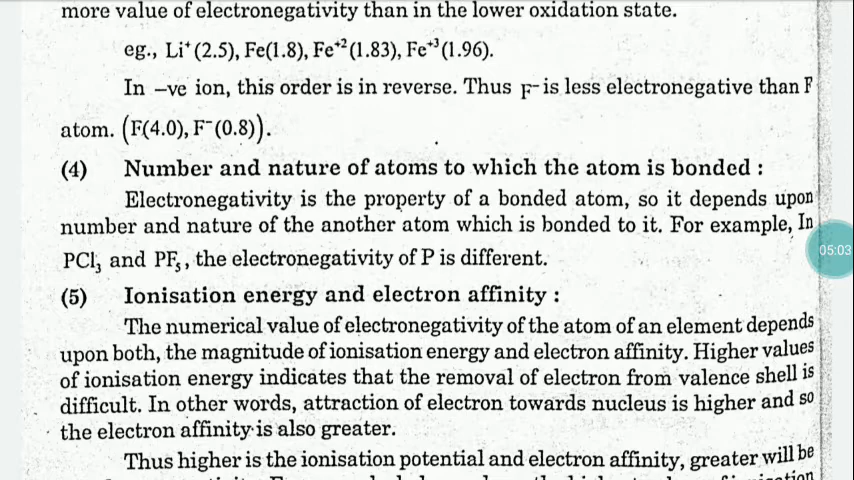 more value of electronegativity than in the lower oxidation state.
eg., Li⁺ (2.5), Fe(1.8), Fe⁺² (1.83), Fe⁺³ (1.96).
In –ve ion, this order is in reverse. Thus F⁻ is less electronegative than F
atom. (F(4.0), F⁻ (0.8)).
(4) Number and nature of atoms to which the atom is bonded :
Electronegativity is the property of a bonded atom, so it depends upon
number and nature of the another atom which is bonded to it. For example, In
PCl₃ and PF₅, the electronegativity of P is different.
05:03
(5) Ionisation energy and electron affinity :
The numerical value of electronegativity of the atom of an element depends
upon both, the magnitude of ionisation energy and electron affinity. Higher values
of ionisation energy indicates that the removal of electron from valence shell is
difficult. In other words, attraction of electron towards nucleus is higher and so
the electron affinity is also greater.
Thus higher is the ionisation potential and electron affinity, greater will be